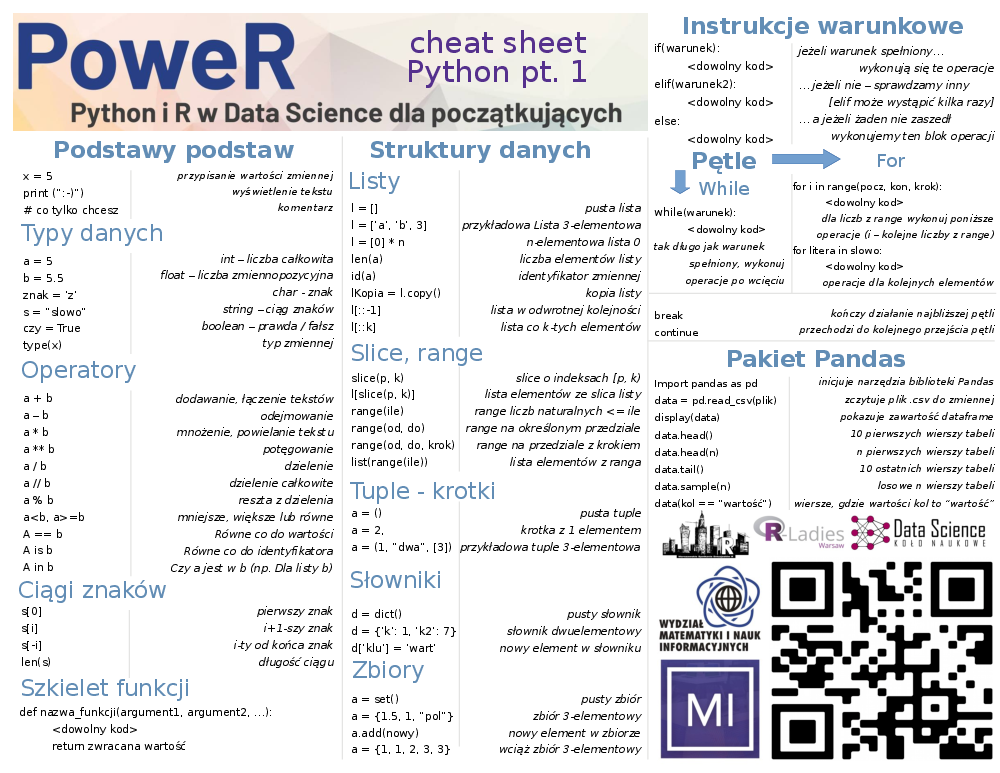 PoweR
cheat sheet
Python pt. 1
Python i R w Data Science dla początkujących
Podstawy podstaw
x = 5 przypisanie wartości zmiennej
print (":-)") wyświetlenie tekstu
# co tylko chcesz komentarz
Typy danych
a = 5 int – liczba całkowita
b = 5.5 float – liczba zmiennopozycyjna
znak = 'z' char - znak
s = "slowo" string – ciąg znaków
czy = True boolean – prawda / fałsz
type(x) typ zmiennej
Operatory
a + b dodawanie, łączenie tekstów
a – b odejmowanie
a * b mnożenie, powielanie tekstu
a ** b potęgowanie
a / b dzielenie
a // b dzielenie całkowite
a % b reszta z dzielenia
a<b, a>=b mniejsze, większe lub równe
A == b Równe co do wartości
A is b Równe co do identyfikatora
A in b Czy a jest w b (np. Dla listy b)
Ciągi znaków
s[0] pierwszy znak
s[i] i+1-szy znak
s[-i] i-ty od końca znak
len(s) długość ciągu
Szkielet funkcji
def nazwa_funkcji(argument1, argument2, ...):
<dowolny kod>
return zwracana wartość
Struktury danych
Listy
l = [] pusta lista
l = ['a', 'b', 3] przykładowa Lista 3-elementowa
l = [0] * n n-elementowa lista 0
len(a) liczba elementów listy
id(a) identyfikator zmiennej
lKopia = l.copy() kopia listy
l[::-1] lista w odwrotnej kolejności
l[::k] lista co k-tych elementów
Slice, range
slice(p, k) slice o indeksach [p, k)
l[slice(p, k)] lista elementów ze slica listy
range(ile) range liczb naturalnych <= ile
range(od, do) range na określonym przedziale
range(od, do, krok) range na przedziale z krokiem
list(range(ile)) lista elementów z ranga
Tuple - krotki
a = () pusta tuple
a = 2, krotka z 1 elementem
a = (1, "dwa", [3]) przykładowa tuple 3-elementowa
Słowniki
d = dict() pusty słownik
d = {'k': 1, 'k2': 7} słownik dwuelementowy
d['klu'] = 'wart' nowy element w słowniku
Zbiory
a = set() pusty zbiór
a = {1.5, 1, "pol"} zbiór 3-elementowy
a.add(nowy) nowy element w zbiorze
a = {1, 1, 2, 3, 3} wciąż zbiór 3-elementowy
Instrukcje warunkowe
if(warunek): jeżeli warunek spełniony…
<dowolny kod> wykonują się te operacje
elif(warunek2): …jeżeli nie – sprawdzamy inny
<dowolny kod> [elif może wystąpić kilka razy]
else: …a jeżeli żaden nie zaszedł
<dowolny kod> wykonujemy ten blok operacji
Pętle
While
while(warunek):
<dowolny kod>
tak długo jak warunek
spełniony, wykonuj
operacje po wcięciu
For
for i in range(pocz, kon, krok):
<dowolny kod>
dla liczb z range wykonuj poniższe
operacje (i – kolejne liczby z range)
for litera in slowo:
<dowolny kod>
operacje dla kolejnych elementów
break kończy działanie najbliższej pętli
continue przechodzi do kolejnego przejścia pętli
Pakiet Pandas
Import pandas as pd inicjuje narzędzia biblioteki Pandas
data = pd.read_csv(plik) zczytuje plik .csv do zmiennej
display(data) pokazuje zawartość dataframe
data.head() 10 pierwszych wierszy tabeli
data.head(n) n pierwszych wierszy tabeli
data.tail() 10 ostatnich wierszy tabeli
data.sample(n) losowe n wierszy tabeli
data(kol == "wartość") wiersze, gdzie wartości kol to "wartość"
R
R-Ladies
Warsaw
Data Science
KOŁO NAUKOWE
WYDZIAŁ
MATEMATYKI I NAUK
INFORMACYJNYCH
MI